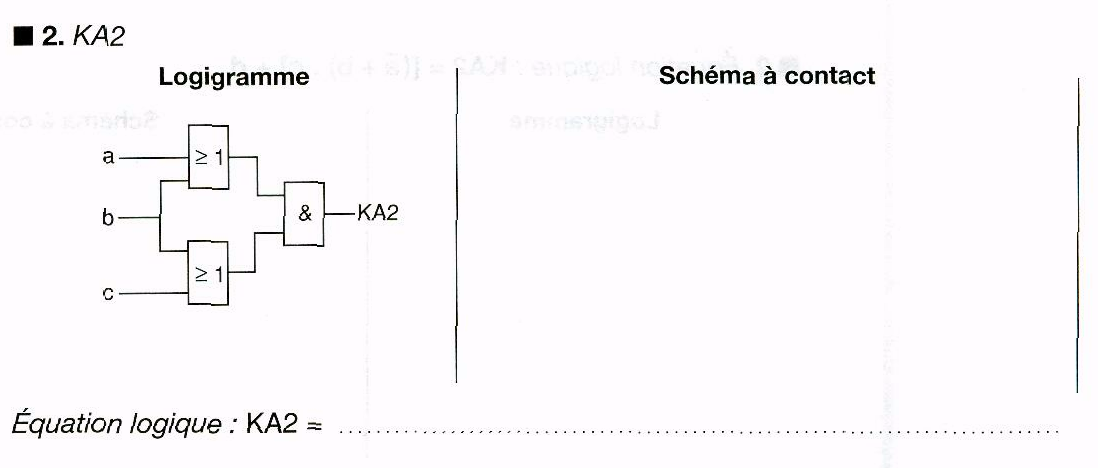 ■ 2. KA2
Logigramme
Schéma à contact
a
≥ 1
b
&
KA2
≥ 1
c
Équation logique : KA2 = ........................................................................